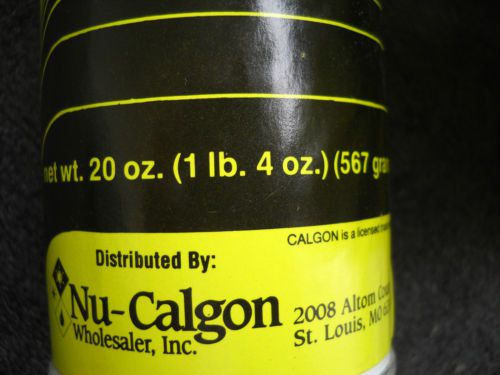 net wt. 20 oz. (1 lb. 4 oz.) (567
CALGON is a licensed
Distributed By:
Nu-Calgon
Wholesaler, Inc.
2008 Altom
St. Louis, MO